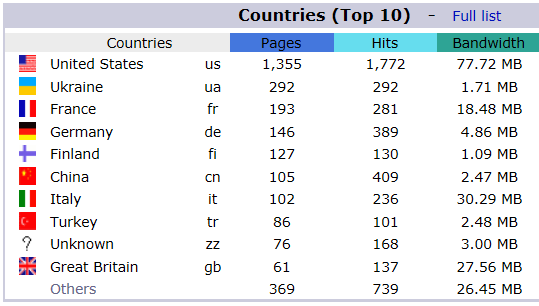 Countries (Top 10) - Full list
Countries Pages Hits Bandwidth
United States us 1,355 1,772 77.72 MB
Ukraine ua 292 292 1.71 MB
France fr 193 281 18.48 MB
Germany de 146 389 4.86 MB
Finland fi 127 130 1.09 MB
China cn 105 409 2.47 MB
Italy it 102 236 30.29 MB
Turkey tr 86 101 2.48 MB
? Unknown zz 76 168 3.00 MB
Great Britain gb 61 137 27.56 MB
Others 369 739 26.45 MB